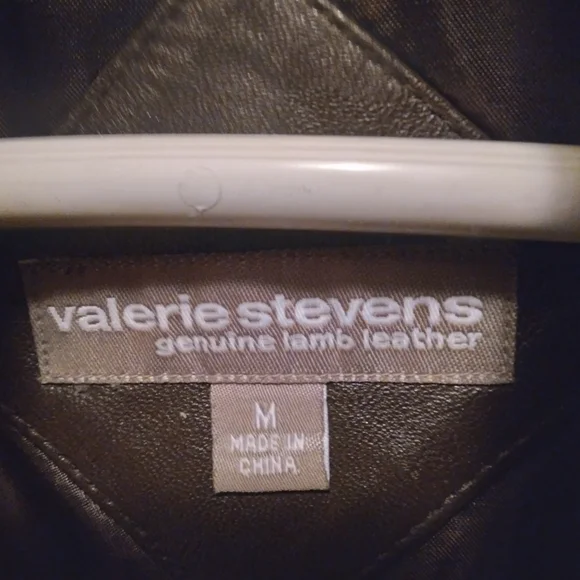 valerie stevens
genuine lamb leather
M
MADE IN
CHINA